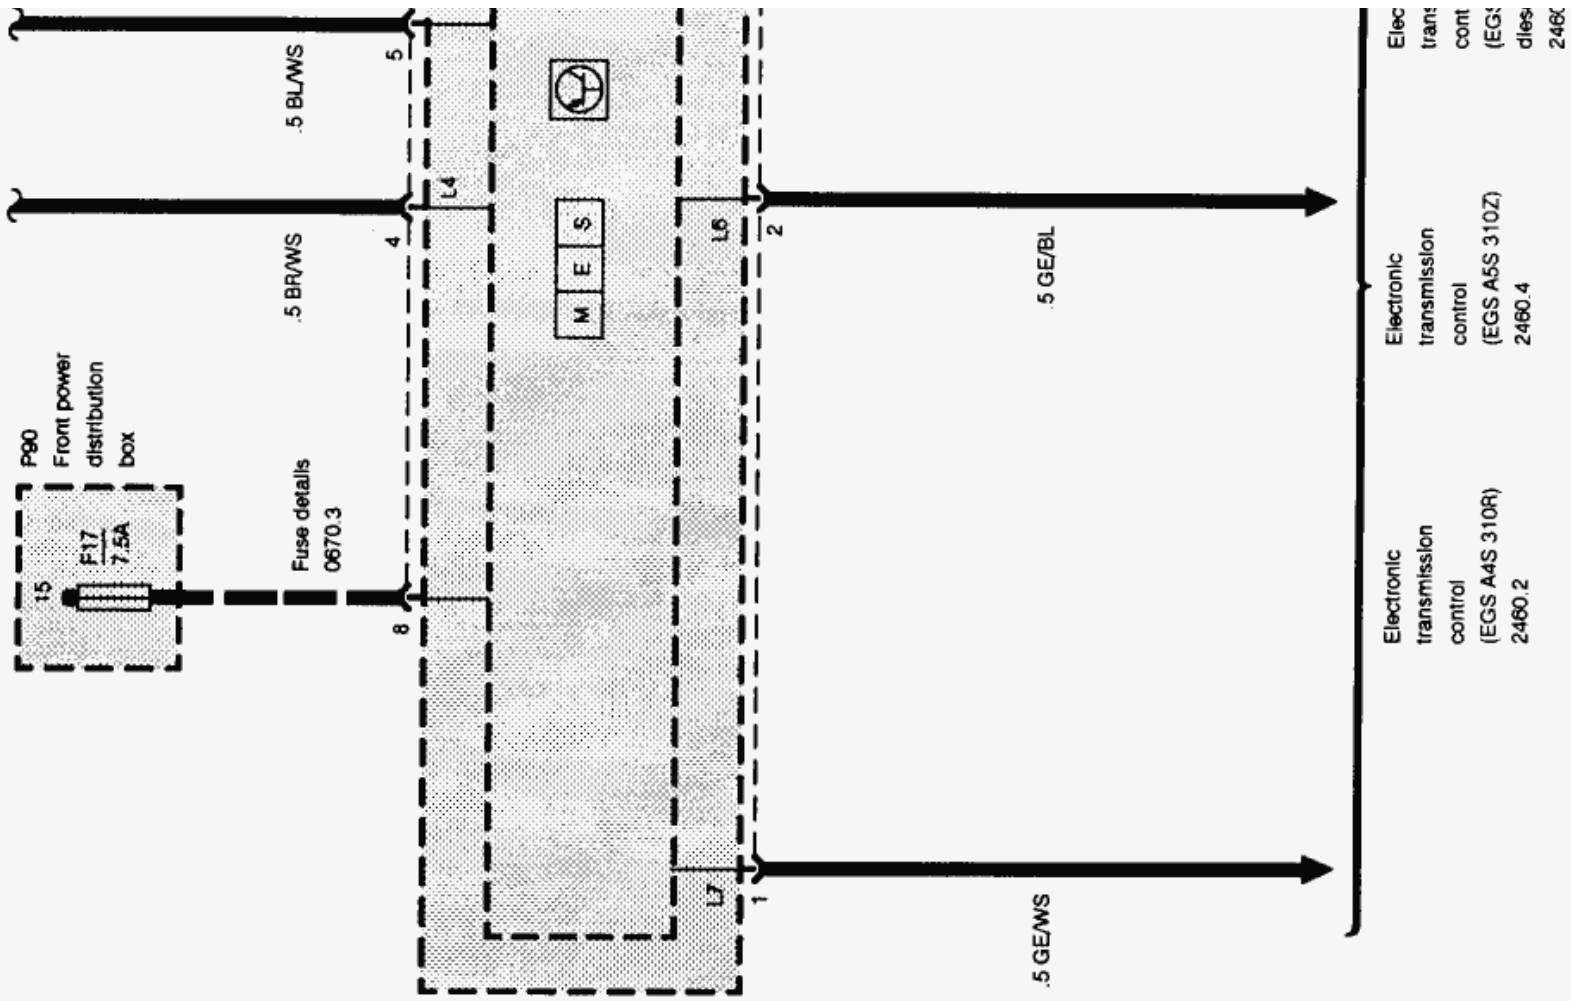 5
.5 BL/WS
L4
4
.5 BR/WS
P90
Front power
distribution
box
15
F17
7.5A
Fuse details
0670.3
8
M E S
L6
2
.5 GE/BL
L7
1
.5 GE/WS
Electronic
transmission
control
(EGS A5S 310Z)
2460.4
Electronic
transmission
control
(EGS A4S 310R)
2460.2